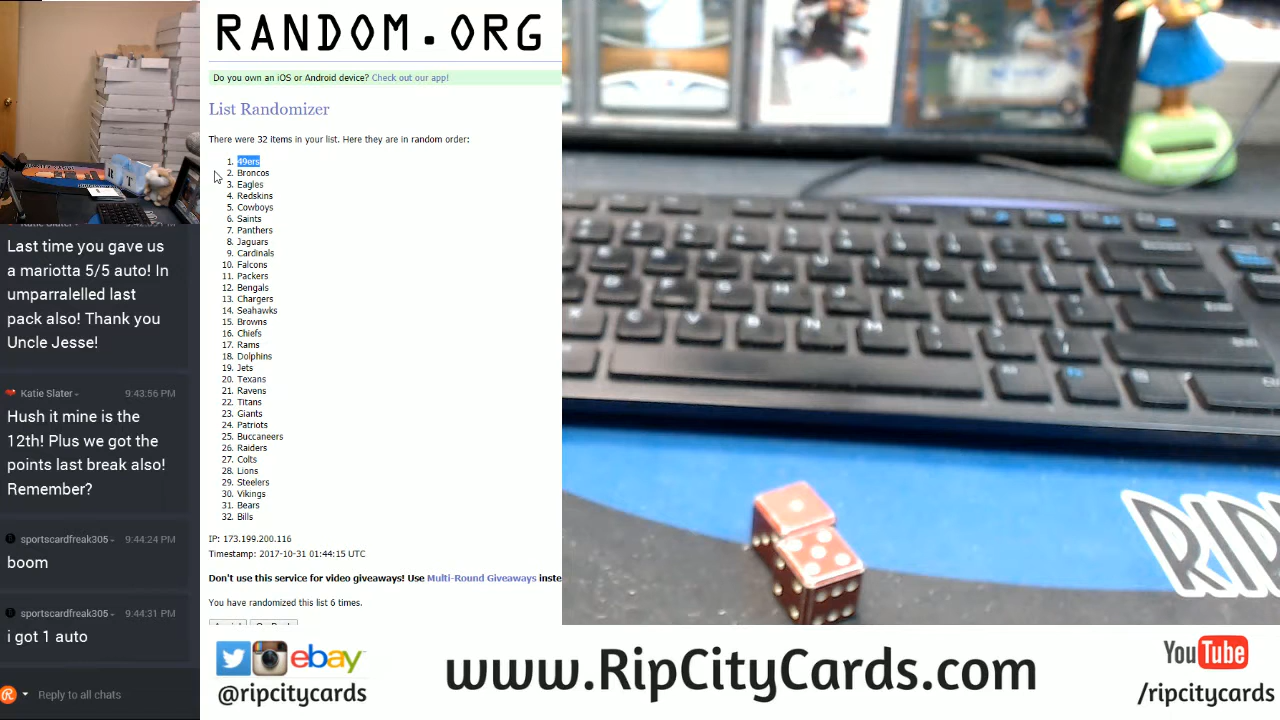 RANDOM.ORG
Do you own an iOS or Android device? Check out our app!
List Randomizer
There were 32 items in your list. Here they are in random order:
1. 49ers
2. Broncos
3. Eagles
4. Redskins
5. Cowboys
6. Saints
7. Panthers
8. Jaguars
9. Cardinals
10. Falcons
11. Packers
12. Bengals
13. Chargers
14. Seahawks
15. Browns
16. Chiefs
17. Rams
18. Dolphins
19. Jets
20. Texans
21. Ravens
22. Titans
23. Giants
24. Patriots
25. Buccaneers
26. Raiders
27. Colts
28. Lions
29. Steelers
30. Vikings
31. Bears
32. Bills
IP: 173.199.200.116
Timestamp: 2017-10-31 01:44:15 UTC
Don't use this service for video giveaways! Use Multi-Round Giveaways inste
You have randomized this list 6 times.
Last time you gave us
a mariotta 5/5 auto! In
umparralelled last
pack also! Thank you
Uncle Jesse!
Katie Slater 9:43:56 PM
Hush it mine is the
12th! Plus we got the
points last break also!
Remember?
sportscardfreak305 9:44:24 PM
boom
sportscardfreak305 9:44:31 PM
i got 1 auto
Reply to all chats
RIP
ebay
@ripcitycards
www.RipCityCards.com
YouTube
/ripcitycards